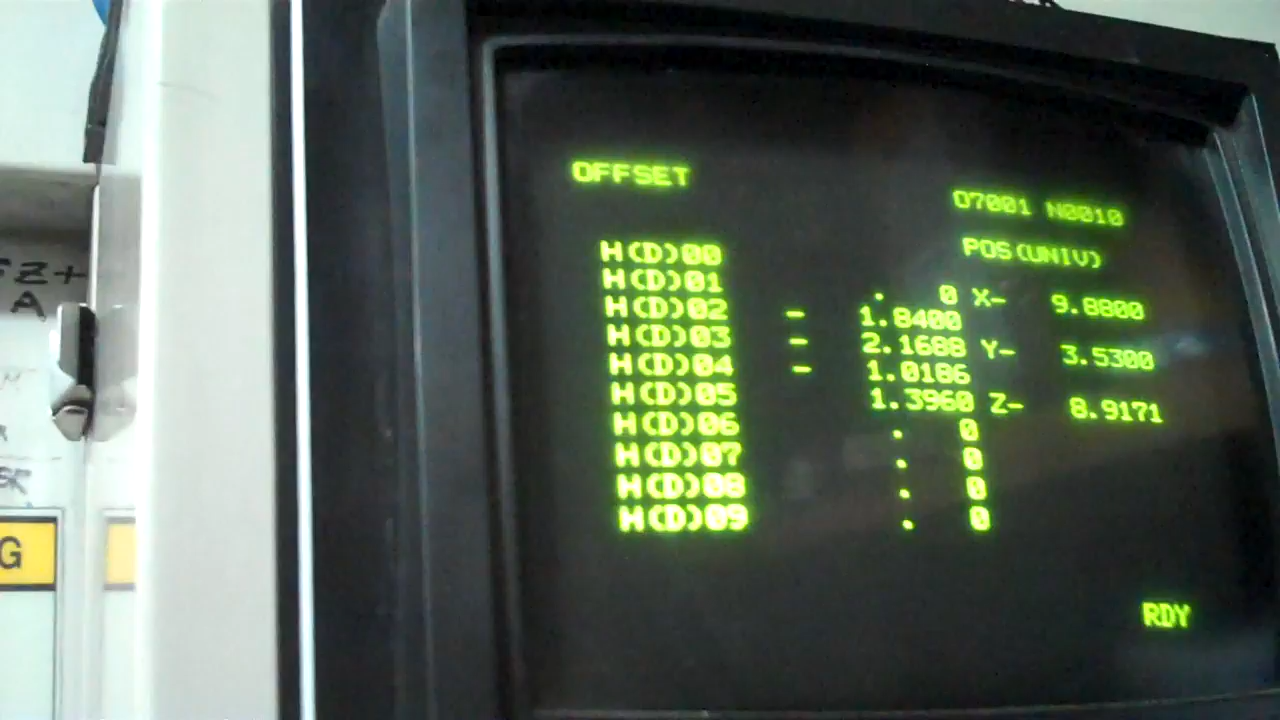 OFFSET
O7001 N0010
H(D)00
POS(UNIV)
H(D)01 . 0 X- 9.8800
H(D)02 - 1.8400
H(D)03 - 2.1688 Y- 3.5300
H(D)04 - 1.0186
H(D)05 1.3960 Z- 8.9171
H(D)06 . 0
H(D)07 . 0
H(D)08 . 0
H(D)09 . 0
RDY
Z+
A
G